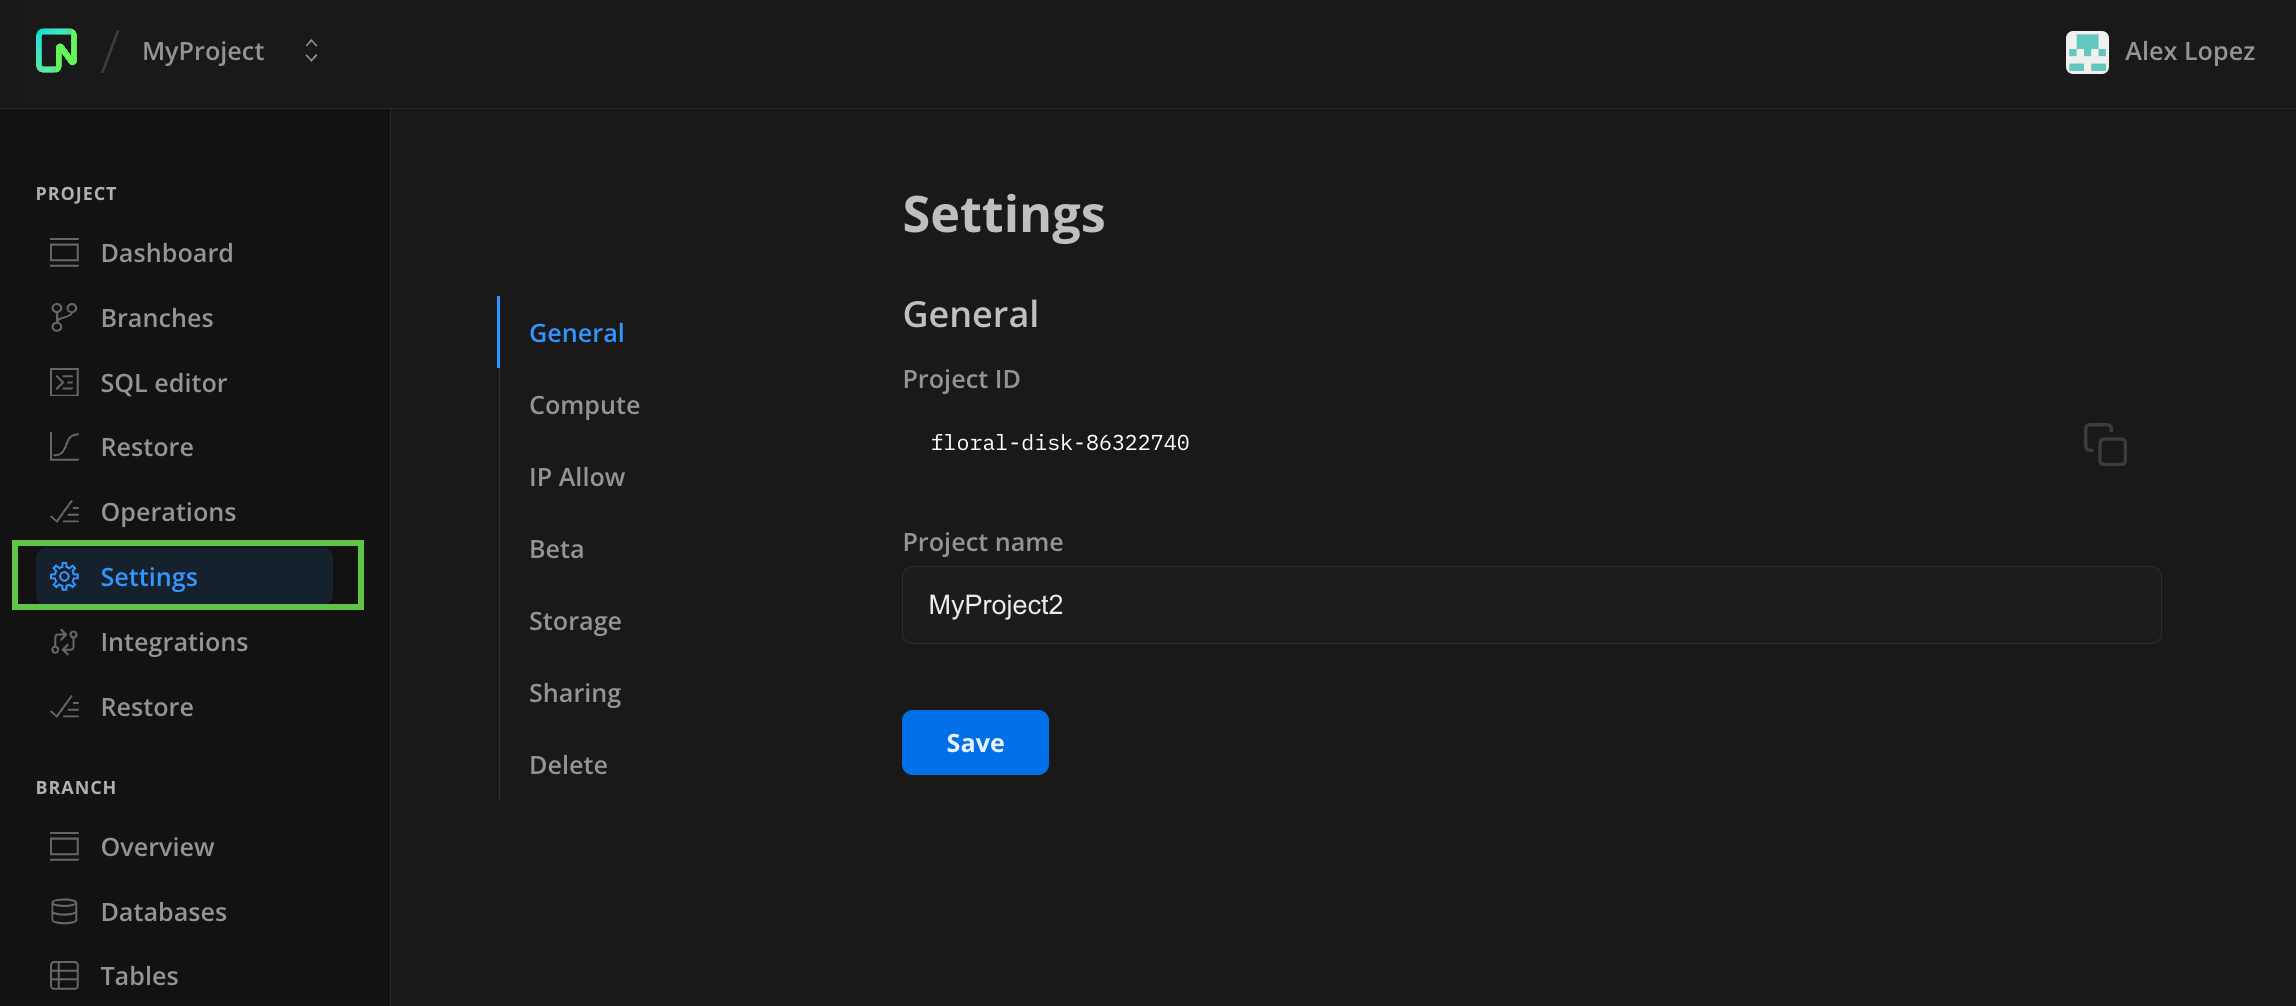 MyProject
Alex Lopez
PROJECT
Dashboard
Branches
SQL editor
Restore
Operations
Settings
Integrations
Restore
BRANCH
Overview
Databases
Tables
General
Compute
IP Allow
Beta
Storage
Sharing
Delete
Settings
General
Project ID
floral-disk-86322740
Project name
MyProject2
Save